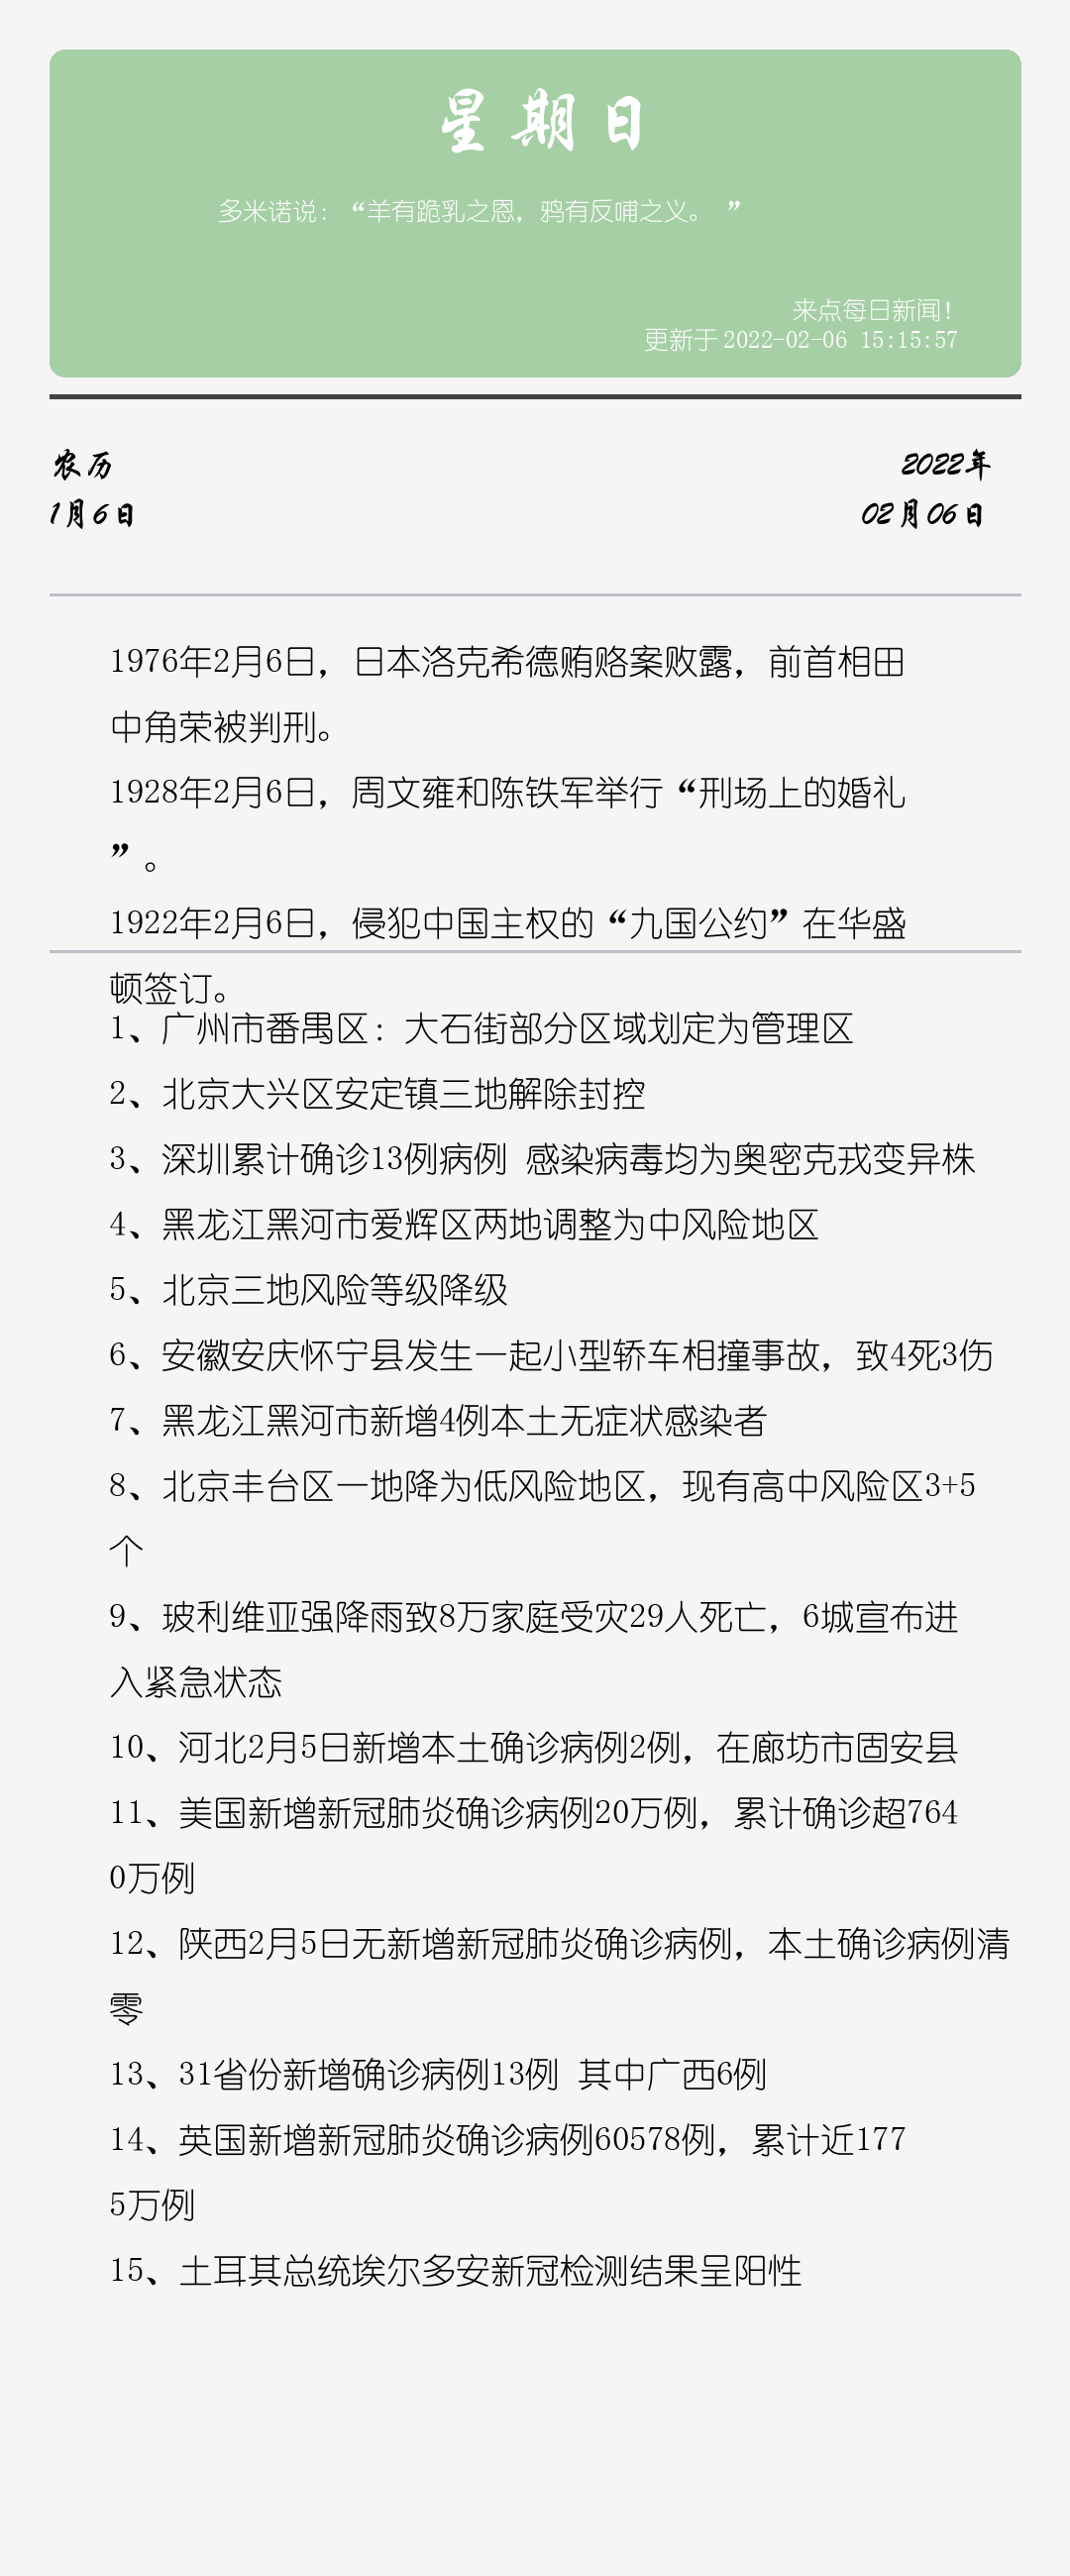 星期日
多米诺说：“羊有跪乳之恩，鸦有反哺之义。 ”
来点每日新闻！
更新于 2022-02-06 15:15:57
农历
2022年
1月6日
02月06日
1976年2月6日，日本洛克希德贿赂案败露，前首相田
中角荣被判刑。
1928年2月6日，周文雍和陈铁军举行“刑场上的婚礼
”。
1922年2月6日，侵犯中国主权的“九国公约”在华盛
顿签订。
1、广州市番禺区：大石街部分区域划定为管理区
2、北京大兴区安定镇三地解除封控
3、深圳累计确诊13例病例 感染病毒均为奥密克戎变异株
4、黑龙江黑河市爱辉区两地调整为中风险地区
5、北京三地风险等级降级
6、安徽安庆怀宁县发生一起小型轿车相撞事故，致4死3伤
7、黑龙江黑河市新增4例本土无症状感染者
8、北京丰台区一地降为低风险地区，现有高中风险区3+5
个
9、玻利维亚强降雨致8万家庭受灾29人死亡，6城宣布进
入紧急状态
10、河北2月5日新增本土确诊病例2例，在廊坊市固安县
11、美国新增新冠肺炎确诊病例20万例，累计确诊超764
0万例
12、陕西2月5日无新增新冠肺炎确诊病例，本土确诊病例清
零
13、31省份新增确诊病例13例 其中广西6例
14、英国新增新冠肺炎确诊病例60578例，累计近177
5万例
15、土耳其总统埃尔多安新冠检测结果呈阳性